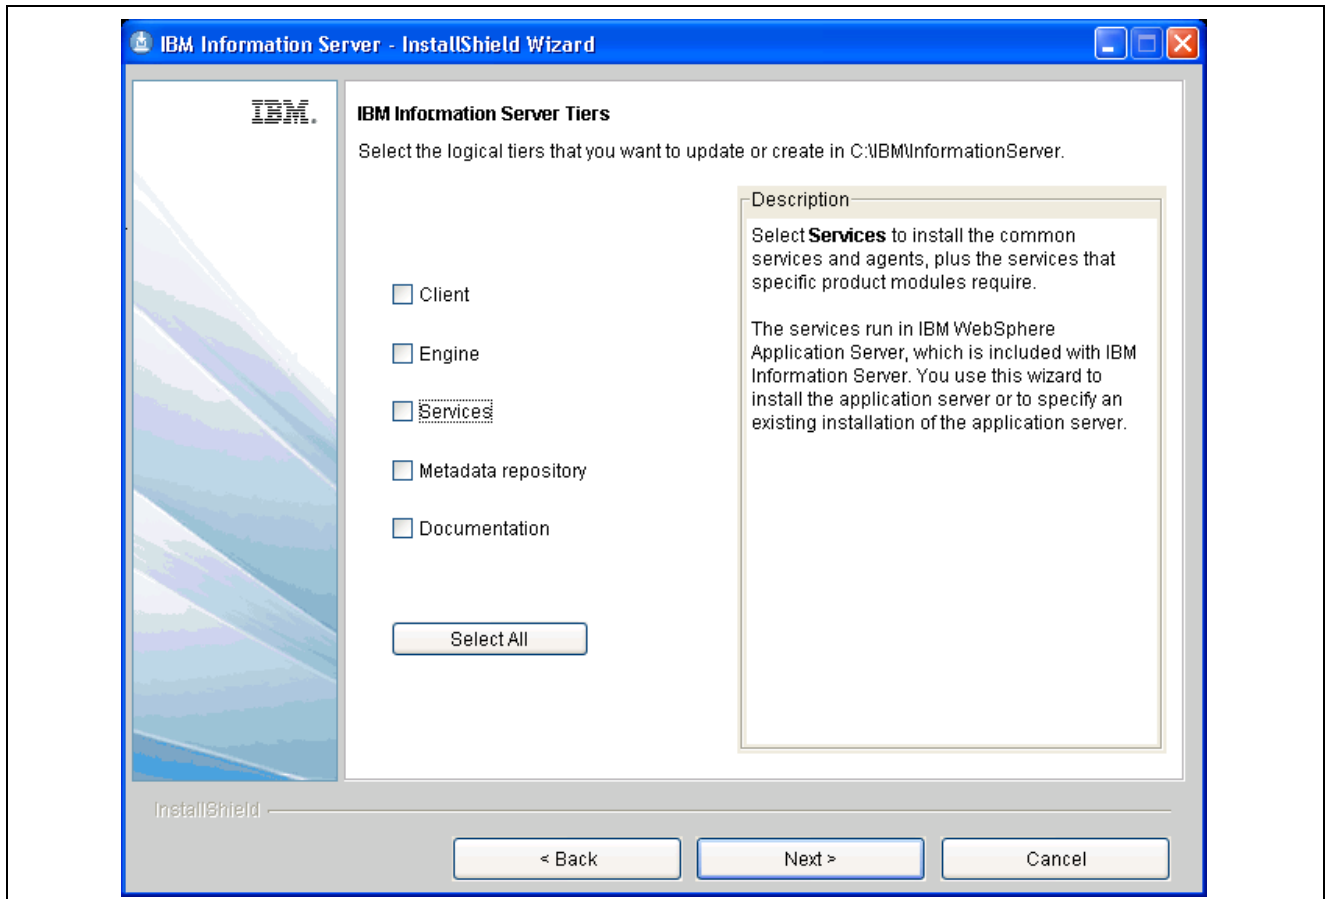 IBM Information Server - InstallShield Wizard
IBM.
IBM Information Server Tiers
Select the logical tiers that you want to update or create in C:\IBM\InformationServer.
Client
Engine
Services
Metadata repository
Documentation
Select All
Description
Select Services to install the common
services and agents, plus the services that
specific product modules require.
The services run in IBM WebSphere
Application Server, which is included with IBM
Information Server. You use this wizard to
install the application server or to specify an
existing installation of the application server.
InstallShield
< Back
Next >
Cancel